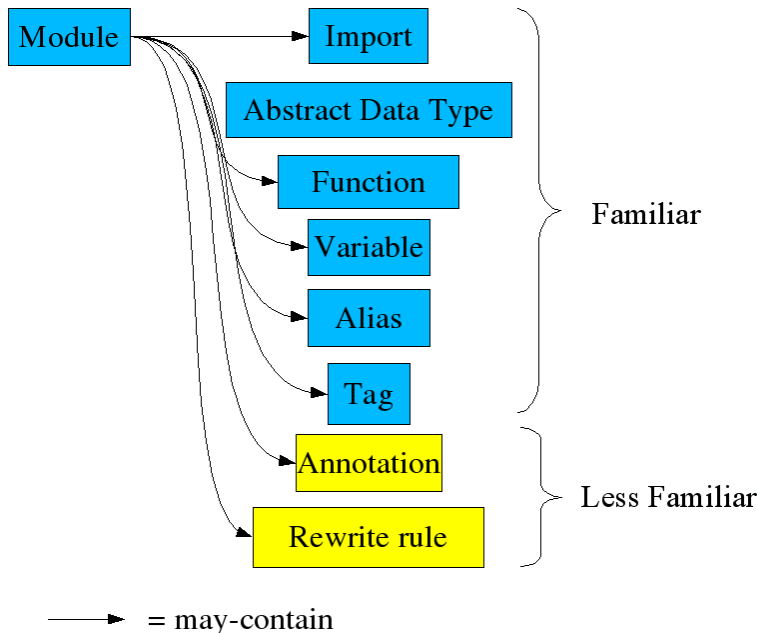 Module
Import
Abstract Data Type
Function
Variable
Alias
Tag
Annotation
Rewrite rule
Familiar
Less Familiar
= may-contain